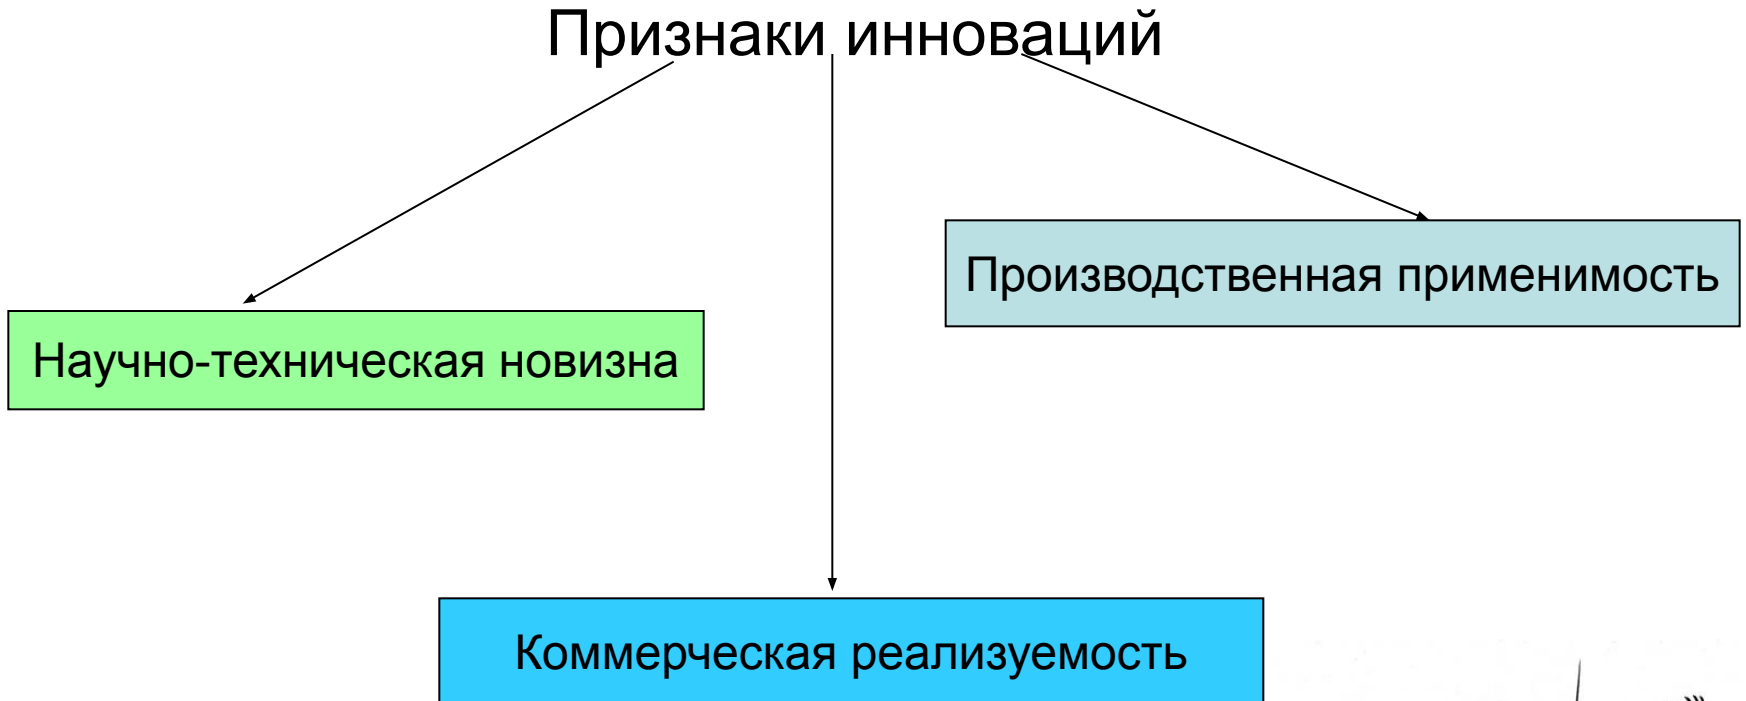 Признаки инноваций
Производственная применимость
Научно-техническая новизна
Коммерческая реализуемость